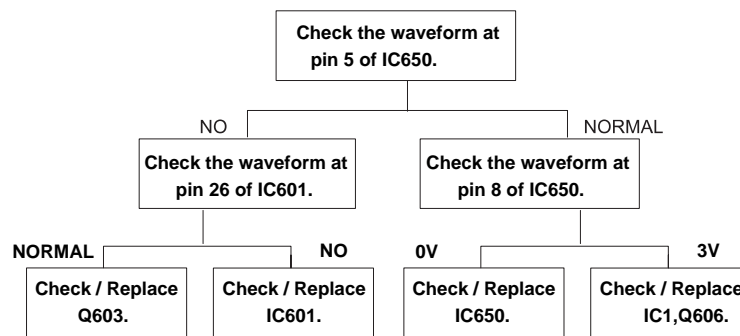 Check the waveform at
pin 5 of IC650.
NO
NORMAL
Check the waveform at
pin 26 of IC601.
Check the waveform at
pin 8 of IC650.
NORMAL
NO
0V
3V
Check / Replace
Q603.
Check / Replace
IC601.
Check / Replace
IC650.
Check / Replace
IC1,Q606.